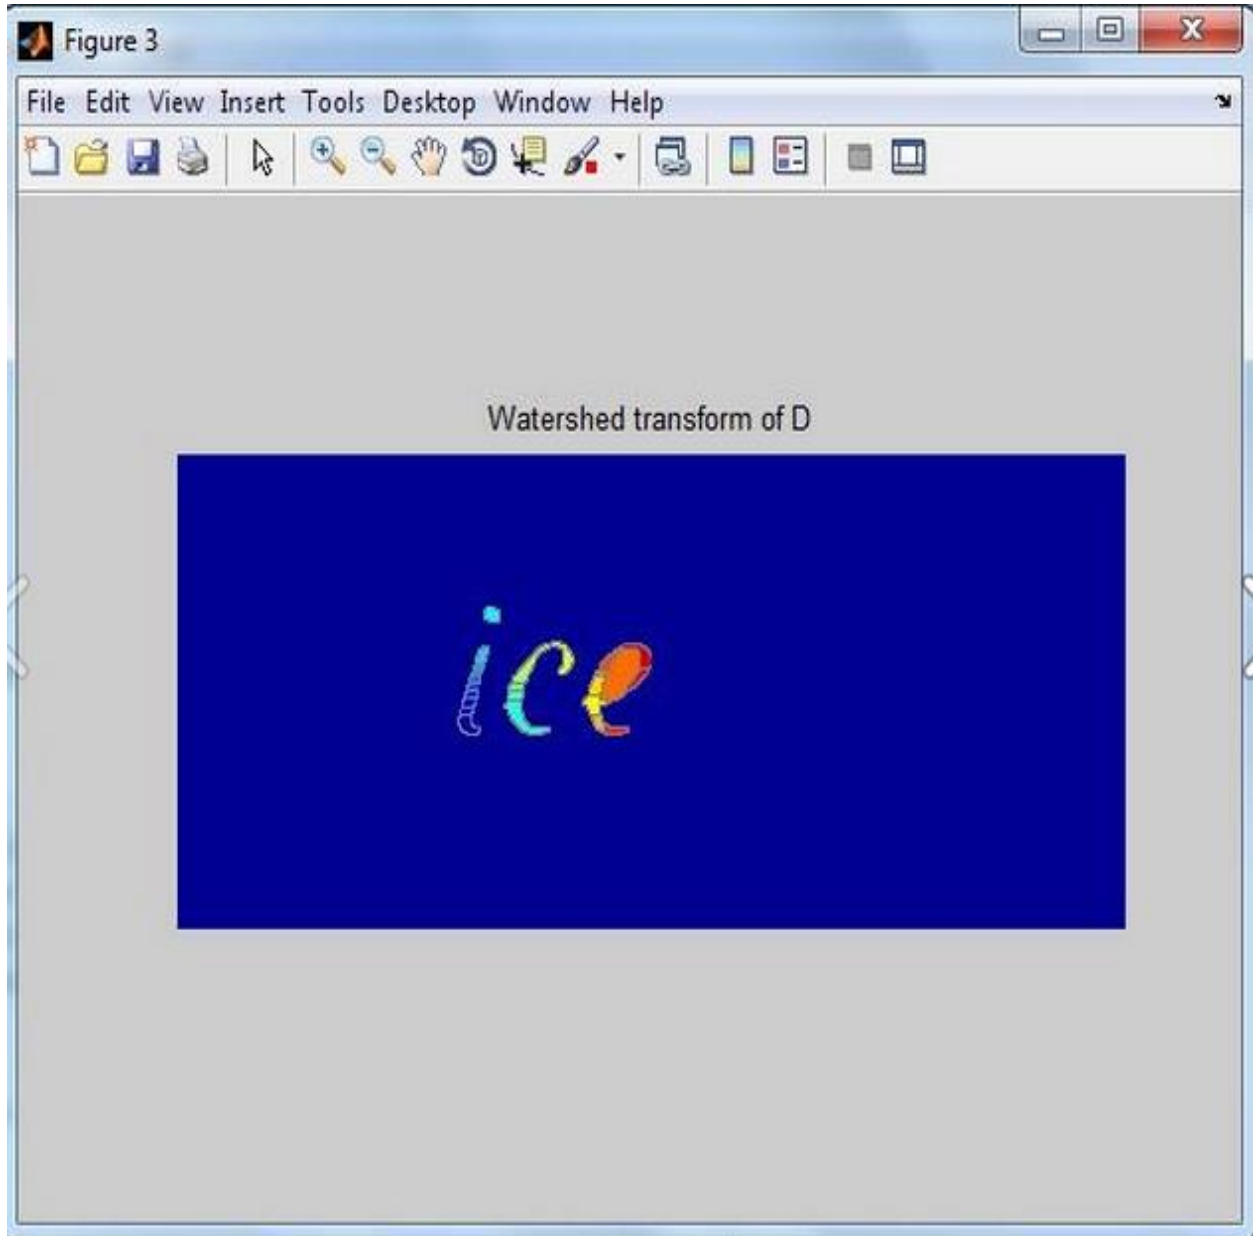 Figure 3
File Edit View Insert Tools Desktop Window Help
Watershed transform of D
ice